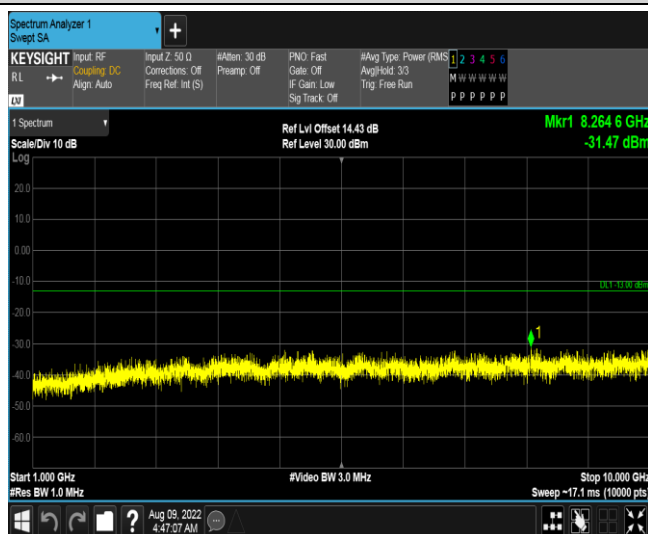 Spectrum Analyzer 1
Swept SA
+
KEYSIGHT Input: RF Input Z: 50 Ω #Atten: 30 dB PNO: Fast #Avg Type: Power (RMS 1 2 3 4 5 6
RL Coupling: DC Corrections: Off Preamp: Off Gate: Off Avg|Hold: 3/3 M W W W W W
Align: Auto Freq Ref: Int (S) IF Gain: Low Trig: Free Run
Sig Track: Off P P P P P P
LXI
1 Spectrum Ref Lvl Offset 14.43 dB Mkr1 8.264 6 GHz
Scale/Div 10 dB Ref Level 30.00 dBm -31.47 dBm
Log
20.0
10.0
0.00
-10.0
DL1 -13.00 dBm
-20.0
-30.0
1
-40.0
-50.0
-60.0
Start 1.000 GHz #Video BW 3.0 MHz Stop 10.000 GHz
#Res BW 1.0 MHz Sweep ~17.1 ms (10000 pts)
? Aug 09, 2022
4:47:07 AM